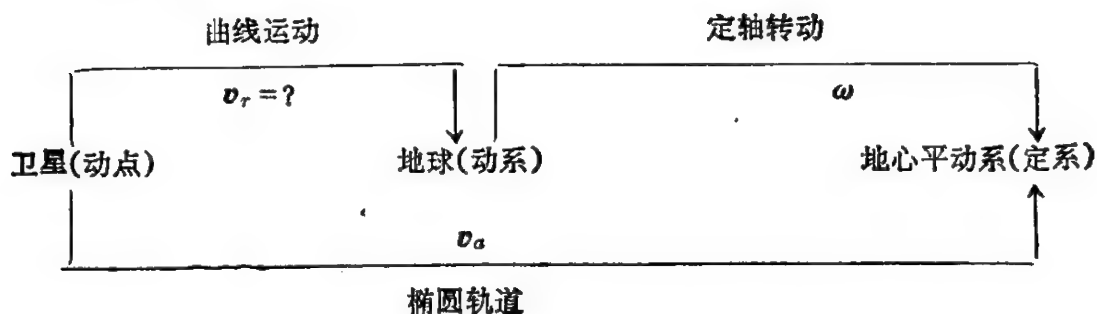 曲线运动 定轴转动
v_r = ? ω
卫星(动点) 地球(动系) 地心平动系(定系)
v_a
椭圆轨道